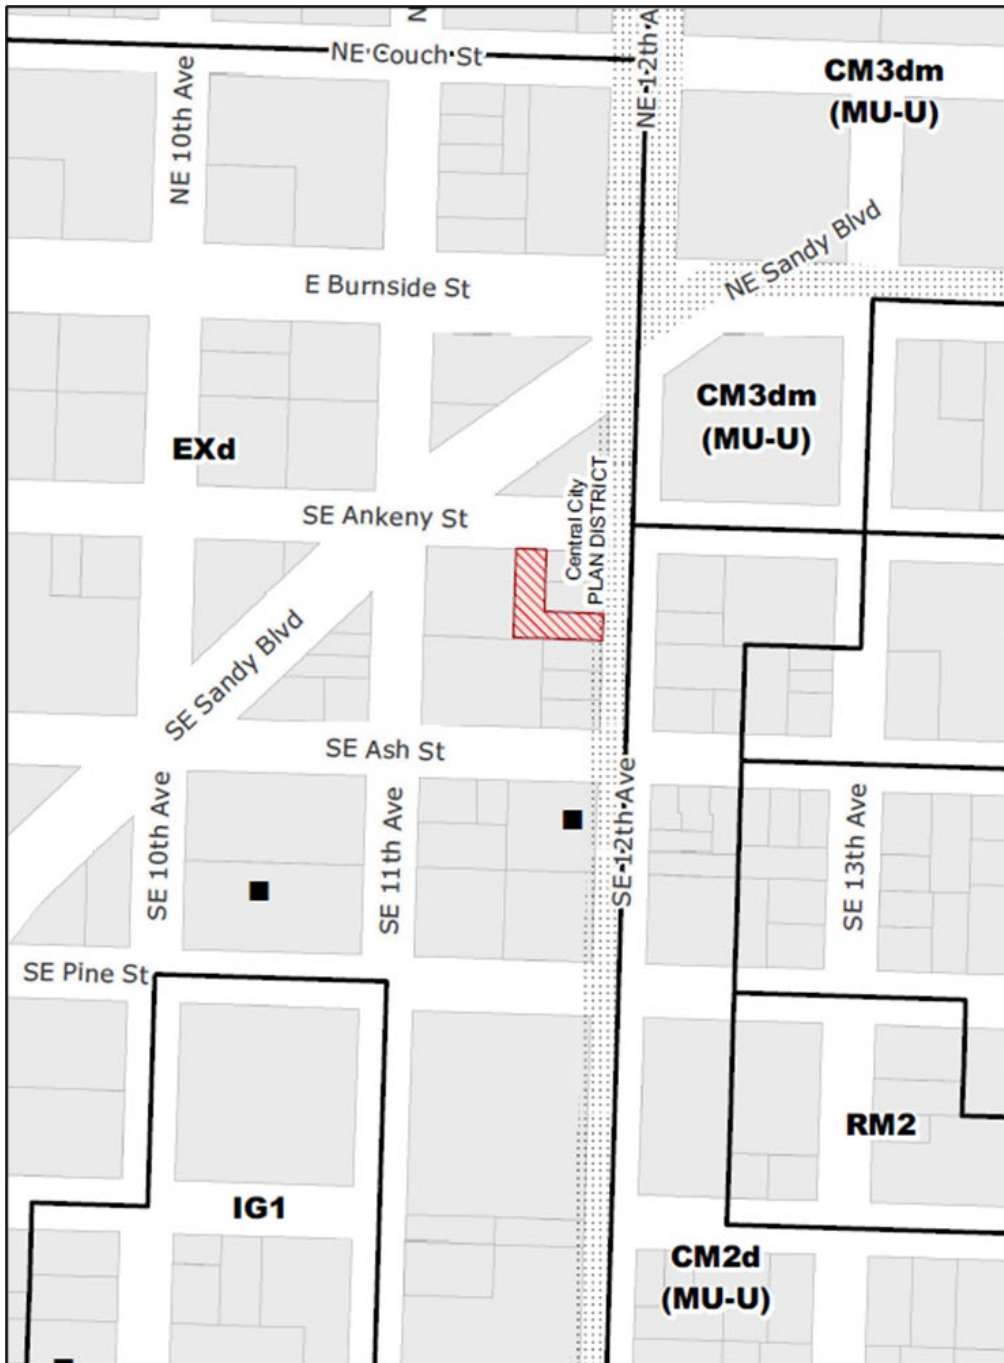 N
NE Couch St
NE 12th A
CM3dm
(MU-U)
NE 10th Ave
NE Sandy Blvd
E Burnside St
CM3dm
(MU-U)
EXd
Central City
PLAN DISTRICT
SE Ankeny St
SE Sandy Blvd
SE Ash St
SE 10th Ave
SE 11th Ave
SE 12th Ave
SE 13th Ave
SE Pine St
RM2
IG1
CM2d
(MU-U)